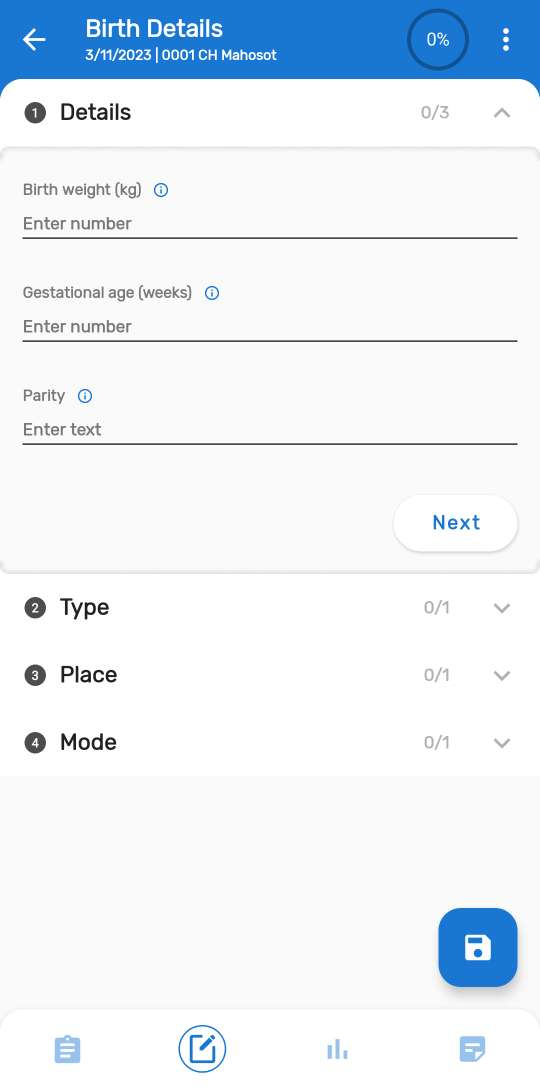 Birth Details
3/11/2023 | 0001 CH Mahosot
0%
1 Details 0/3
Birth weight (kg)
Enter number
Gestational age (weeks)
Enter number
Parity
Enter text
Next
2 Type 0/1
3 Place 0/1
4 Mode 0/1